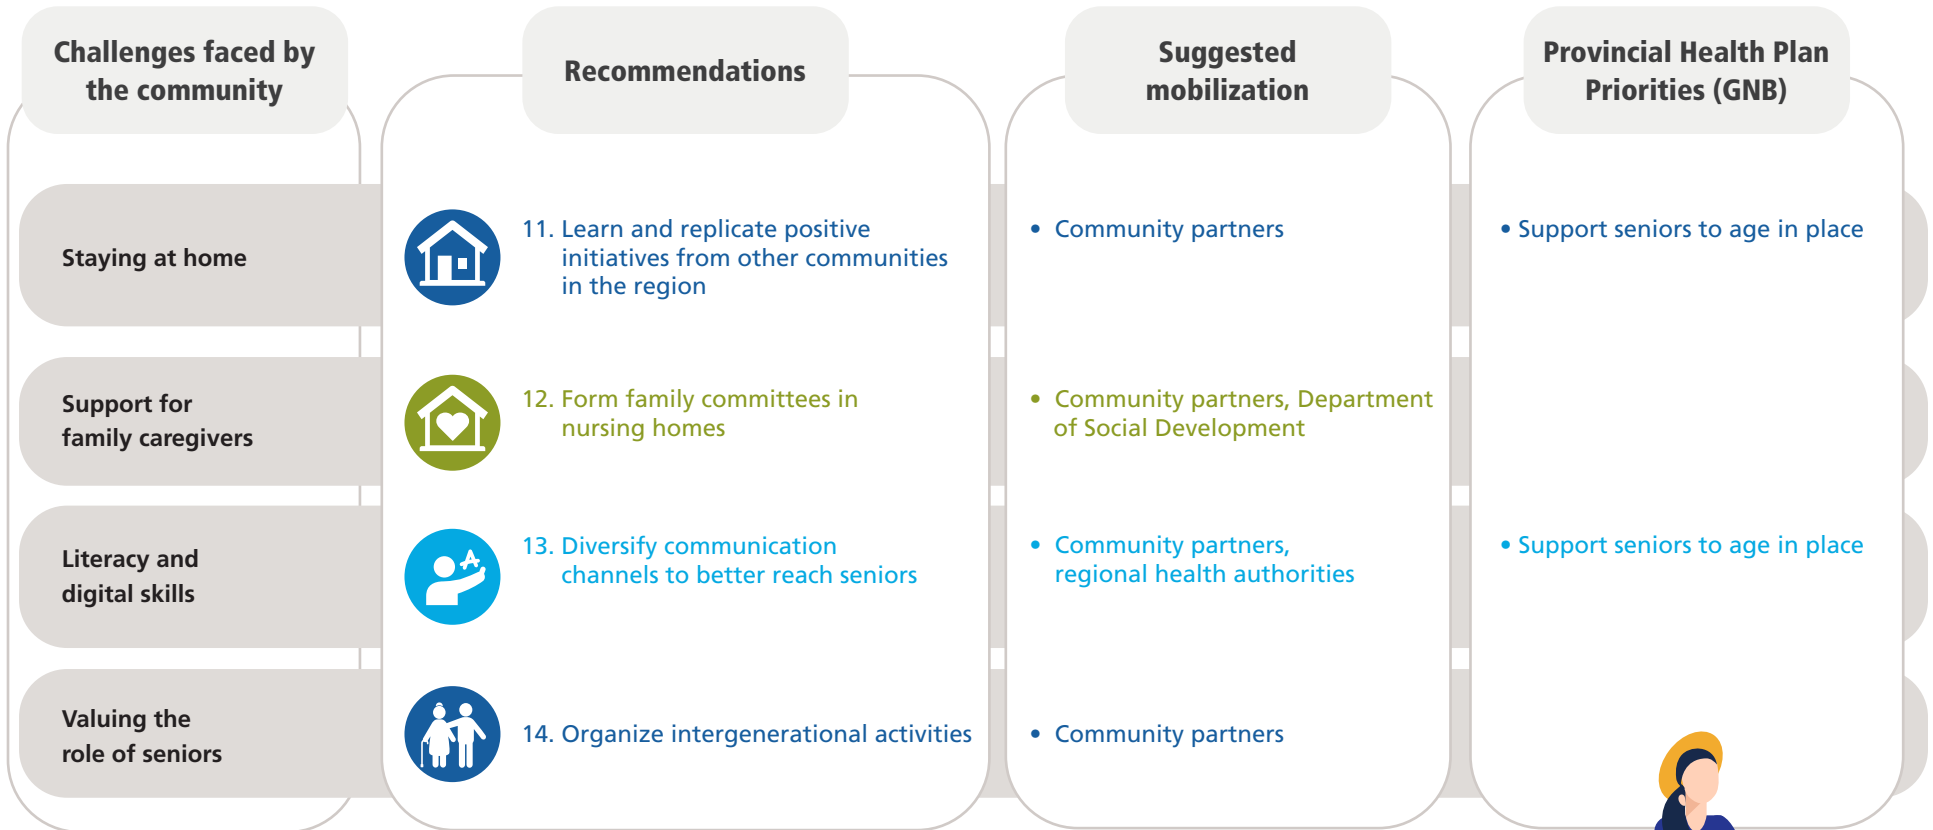 Challenges faced by
the community
Recommendations
Suggested
mobilization
Provincial Health Plan
Priorities (GNB)
Staying at home
11. Learn and replicate positive
initiatives from other communities
in the region
• Community partners
• Support seniors to age in place
Support for
family caregivers
12. Form family committees in
nursing homes
• Community partners, Department
of Social Development
Literacy and
digital skills
13. Diversify communication
channels to better reach seniors
• Community partners,
regional health authorities
• Support seniors to age in place
Valuing the
role of seniors
14. Organize intergenerational activities
• Community partners